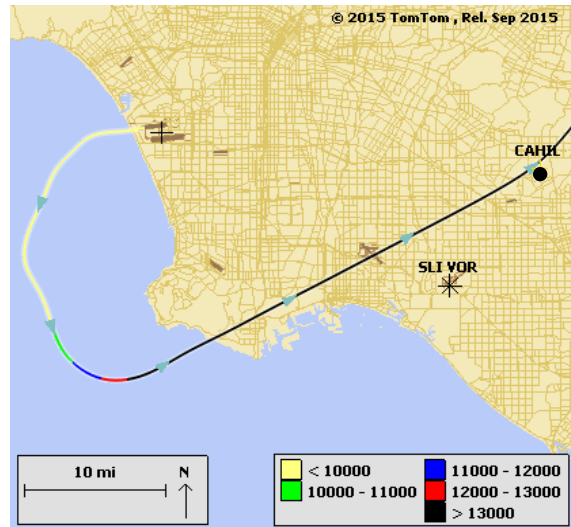 © 2015 TomTom , Rel. Sep 2015
CAHIL
SLI VOR
10 mi
N
< 10000
10000 - 11000
11000 - 12000
12000 - 13000
> 13000